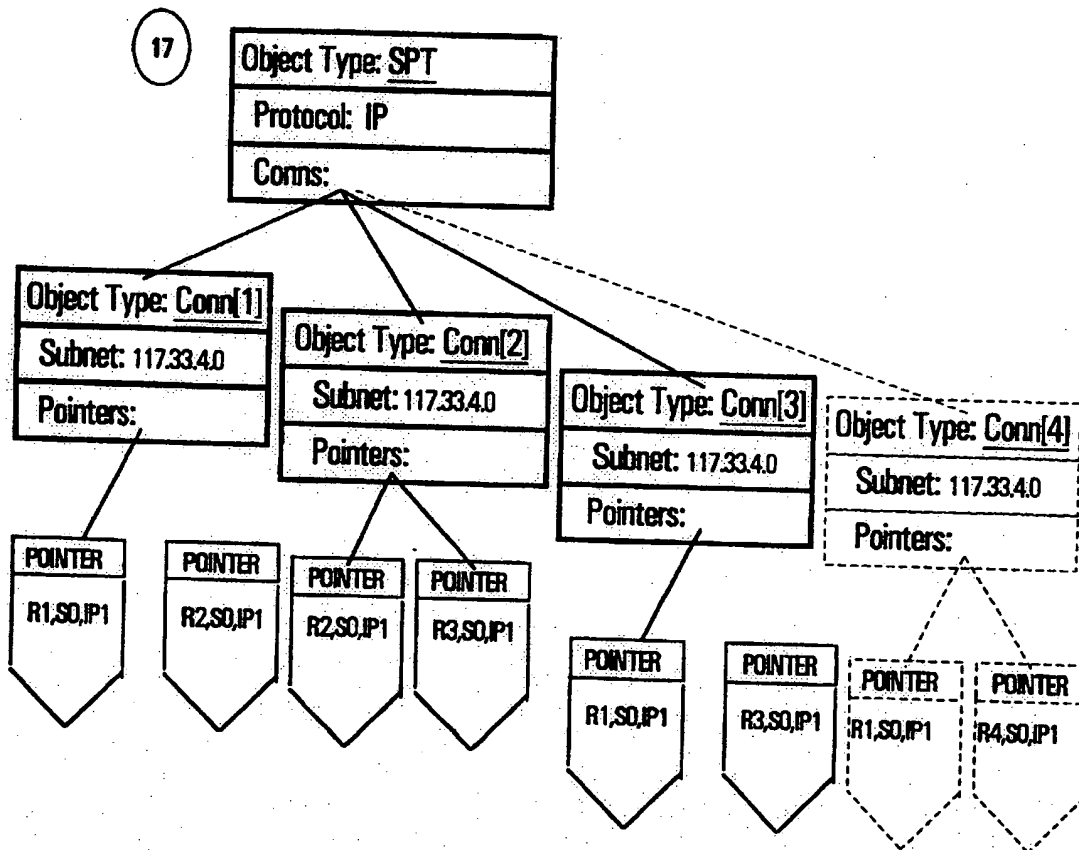 17
Object Type: SPT
Protocol: IP
Conns:
Object Type: Conn[1]
Subnet: 117.33.4.0
Pointers:
Object Type: Conn[2]
Subnet: 117.33.4.0
Pointers:
Object Type: Conn[3]
Subnet: 117.33.4.0
Pointers:
Object Type: Conn[4]
Subnet: 117.33.4.0
Pointers:
POINTER
R1,S0,IP1
POINTER
R2,S0,IP1
POINTER
R2,S0,IP1
POINTER
R3,S0,IP1
POINTER
R1,S0,IP1
POINTER
R3,S0,IP1
POINTER
R1,S0,IP1
POINTER
R4,S0,IP1